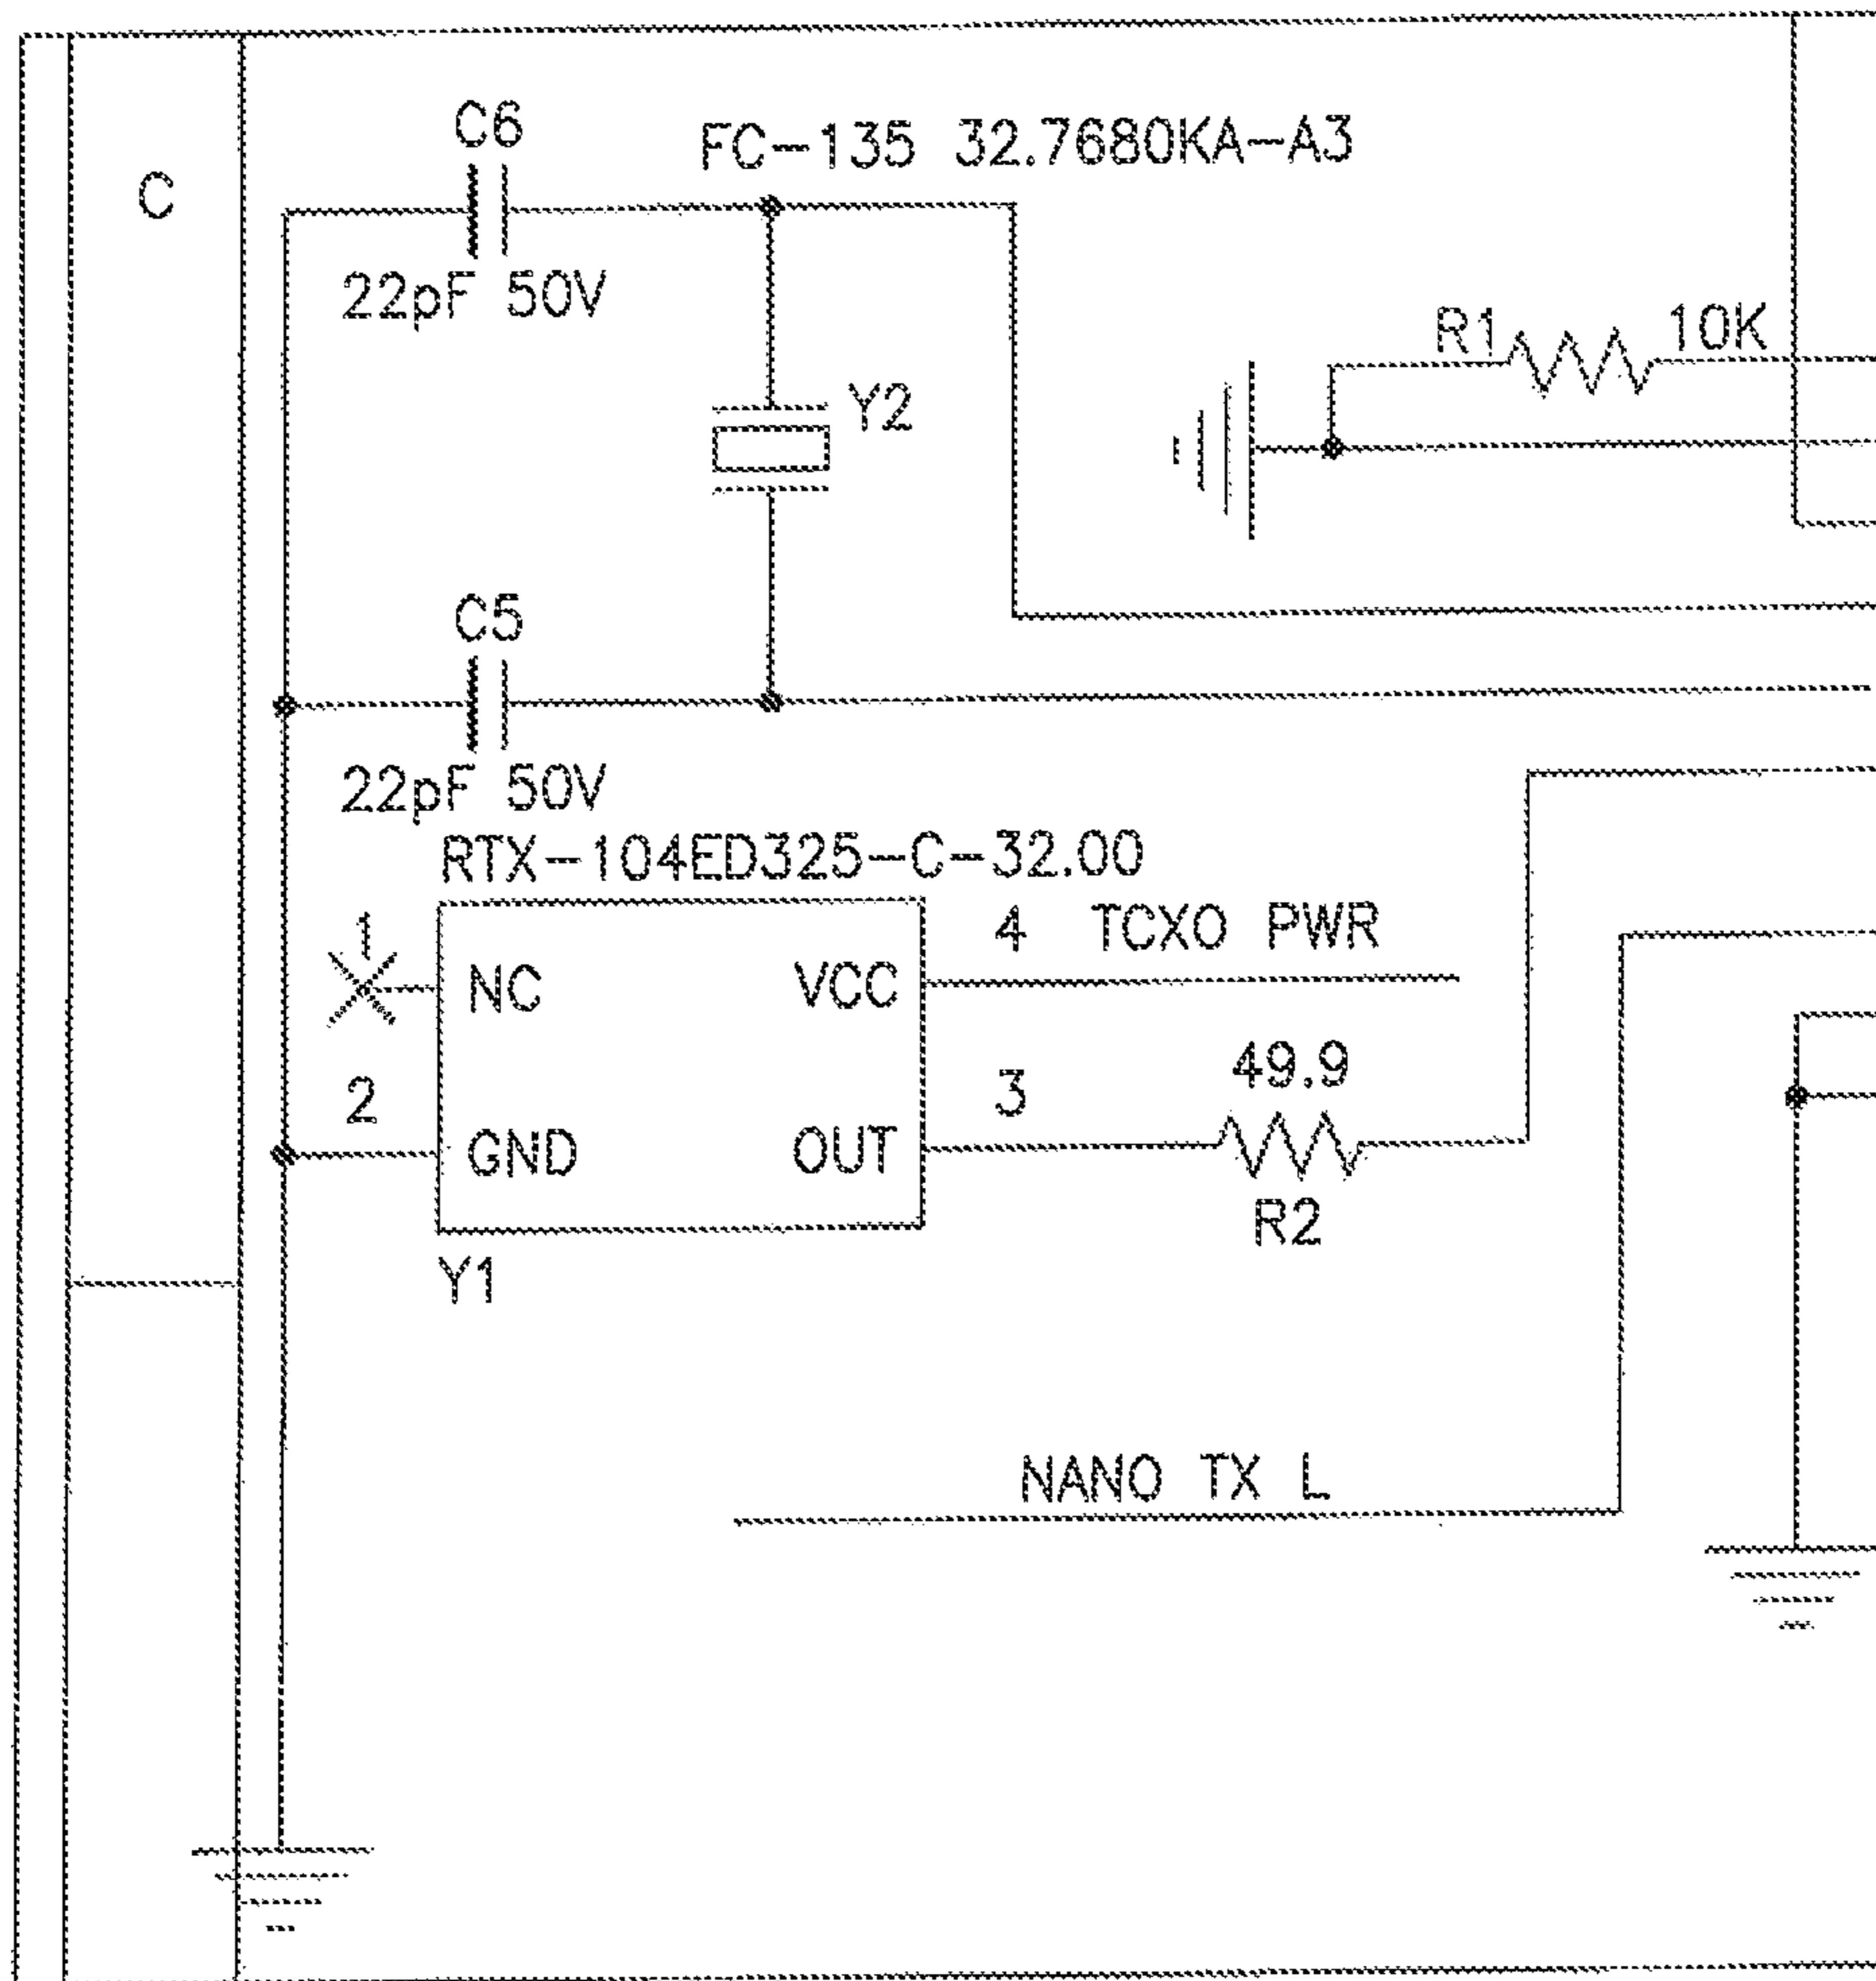 C6
FC-135 32.7680KA-A3
C
22pF 50V
R1 10K
Y2
C5
22pF 50V
RTX-104ED325-C-32.00
1
4 TCXO PWR
NC VCC
2
3
49.9
GND OUT
R2
Y1
NANO TX L